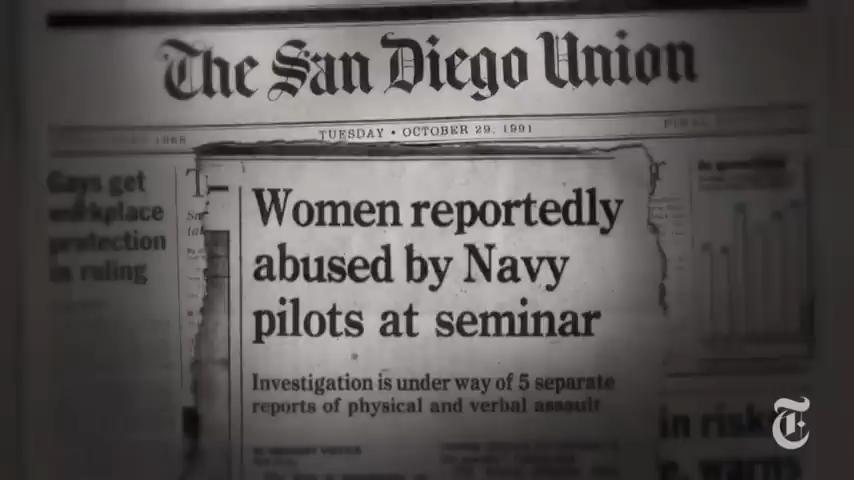 The San Diego Union
TUESDAY • OCTOBER 29, 1991
Gays get
workplace
protection
in ruling
Women reportedly
abused by Navy
pilots at seminar
Investigation is under way of 5 separate
reports of physical and verbal assault
in risk
T